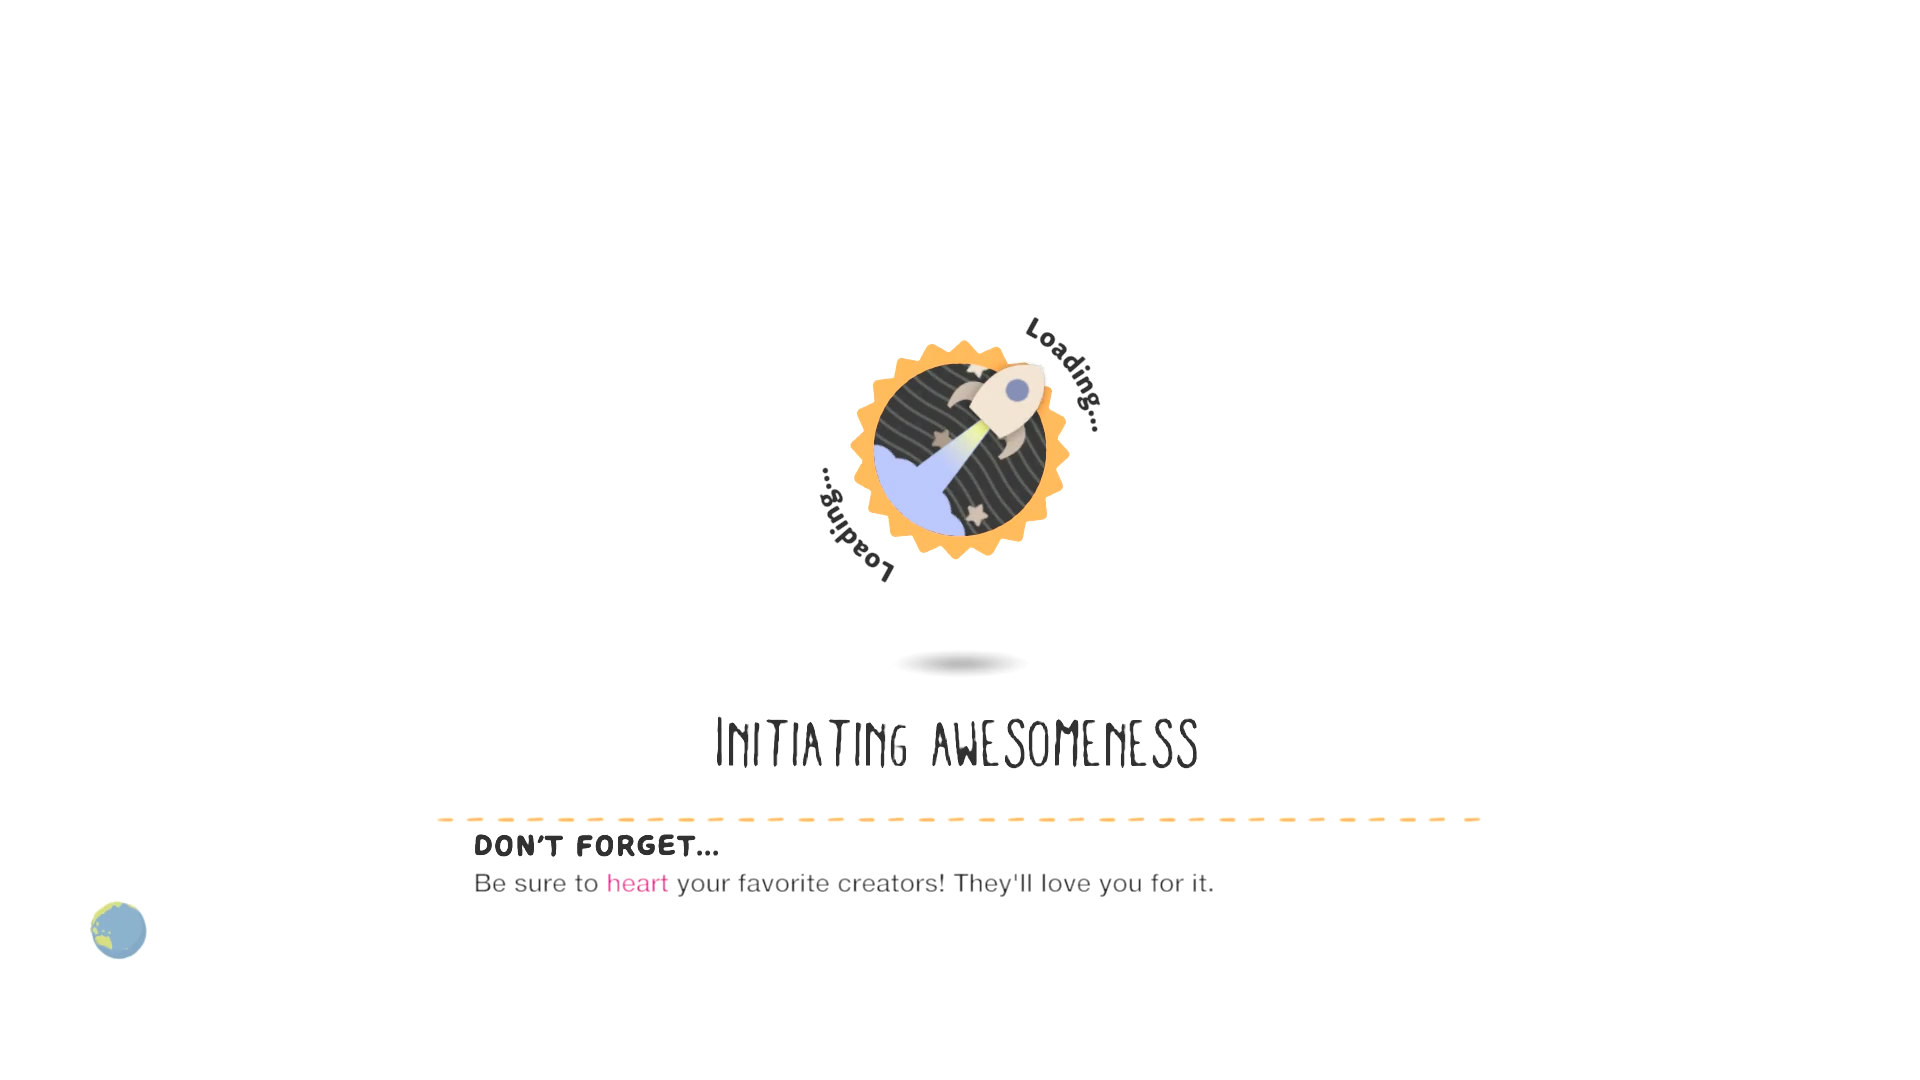 Loading...
Loading...
INITIATING AWESOMENESS
DON'T FORGET...
Be sure to heart your favorite creators! They'll love you for it.